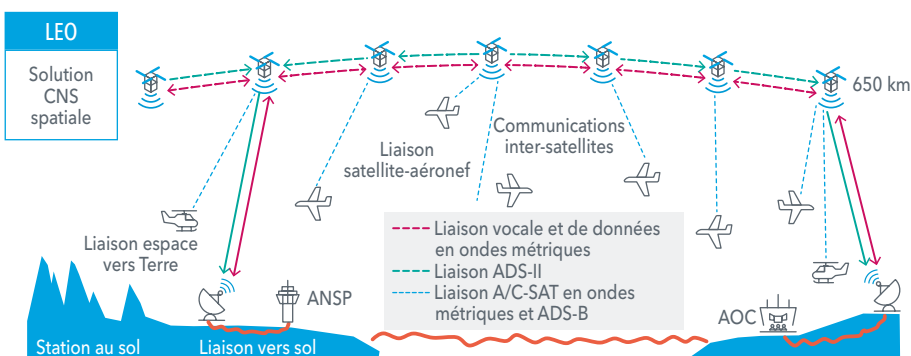 LEO
Solution
CNS
spatiale
650 km
Communications
inter-satellites
Liaison
satellite-aéronef
Liaison espace
vers Terre
Liaison vocale et de données
en ondes métriques
Liaison ADS-II
Liaison A/C-SAT en ondes
métriques et ADS-B
ANSP
AOC
Station au sol
Liaison vers sol